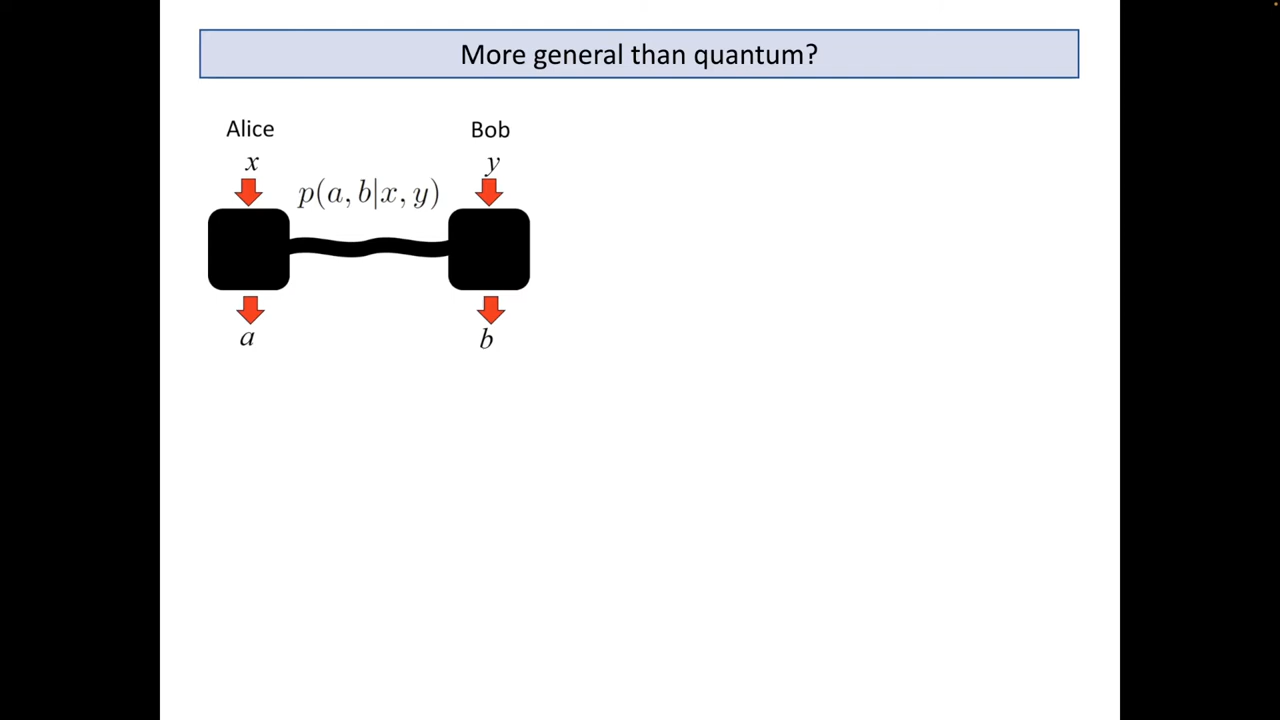 More general than quantum?
Alice Bob
x y
p(a, b|x, y)
a b